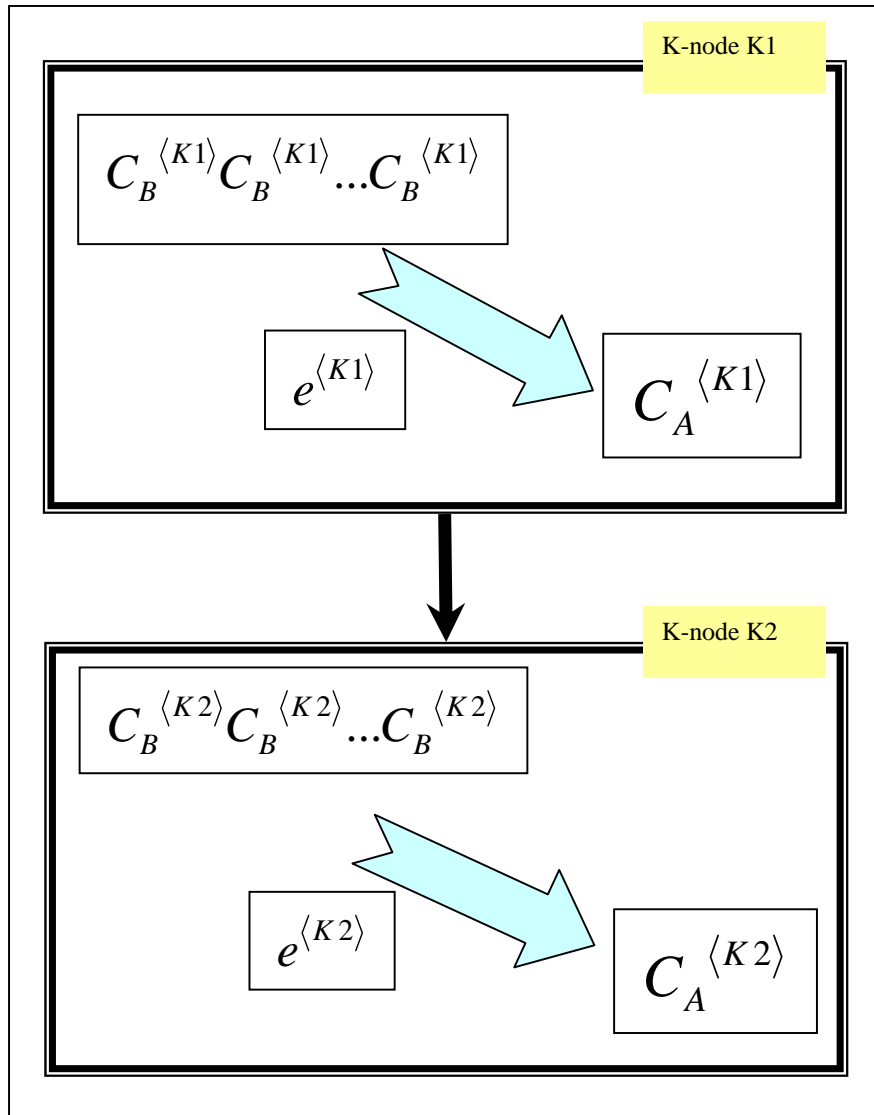 K-node K1
C_B^⟨K1⟩ C_B^⟨K1⟩ ... C_B^⟨K1⟩
e^⟨K1⟩
C_A^⟨K1⟩
K-node K2
C_B^⟨K2⟩ C_B^⟨K2⟩ ... C_B^⟨K2⟩
e^⟨K2⟩
C_A^⟨K2⟩